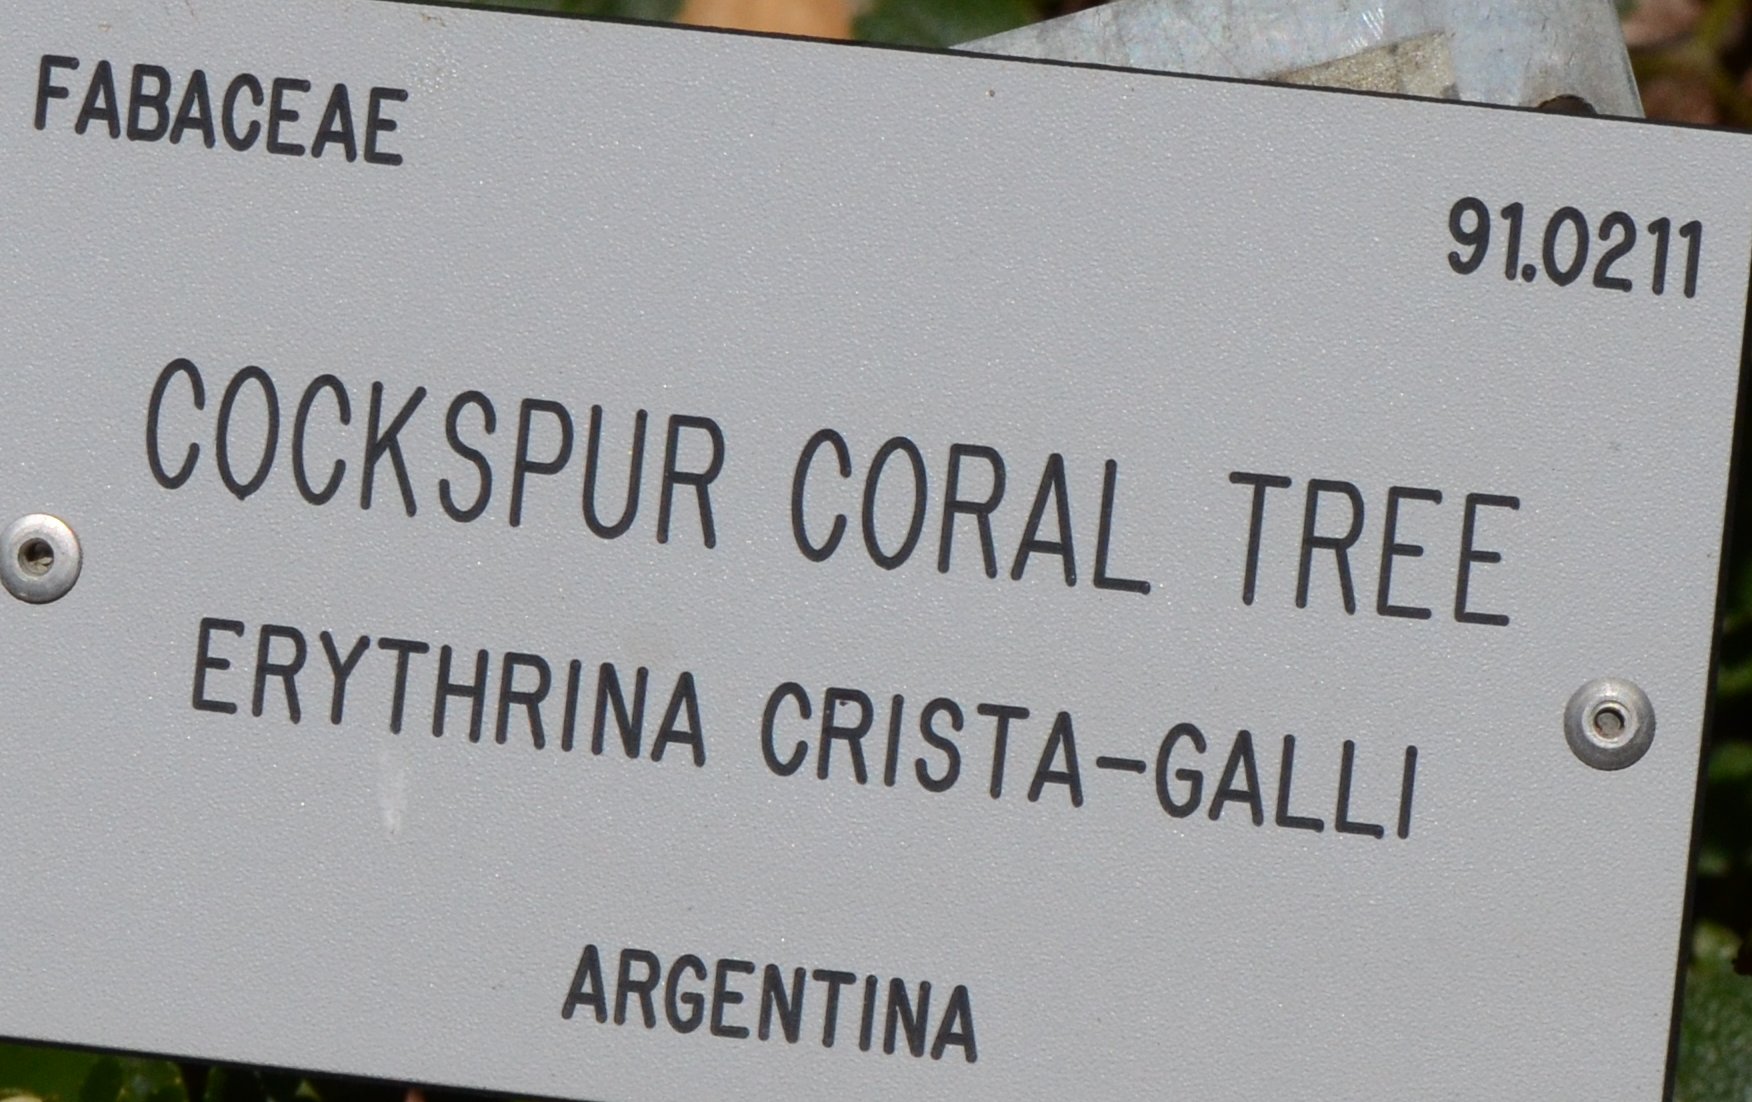 FABACEAE
91.0211
COCKSPUR CORAL TREE
ERYTHRINA CRISTA-GALLI
ARGENTINA